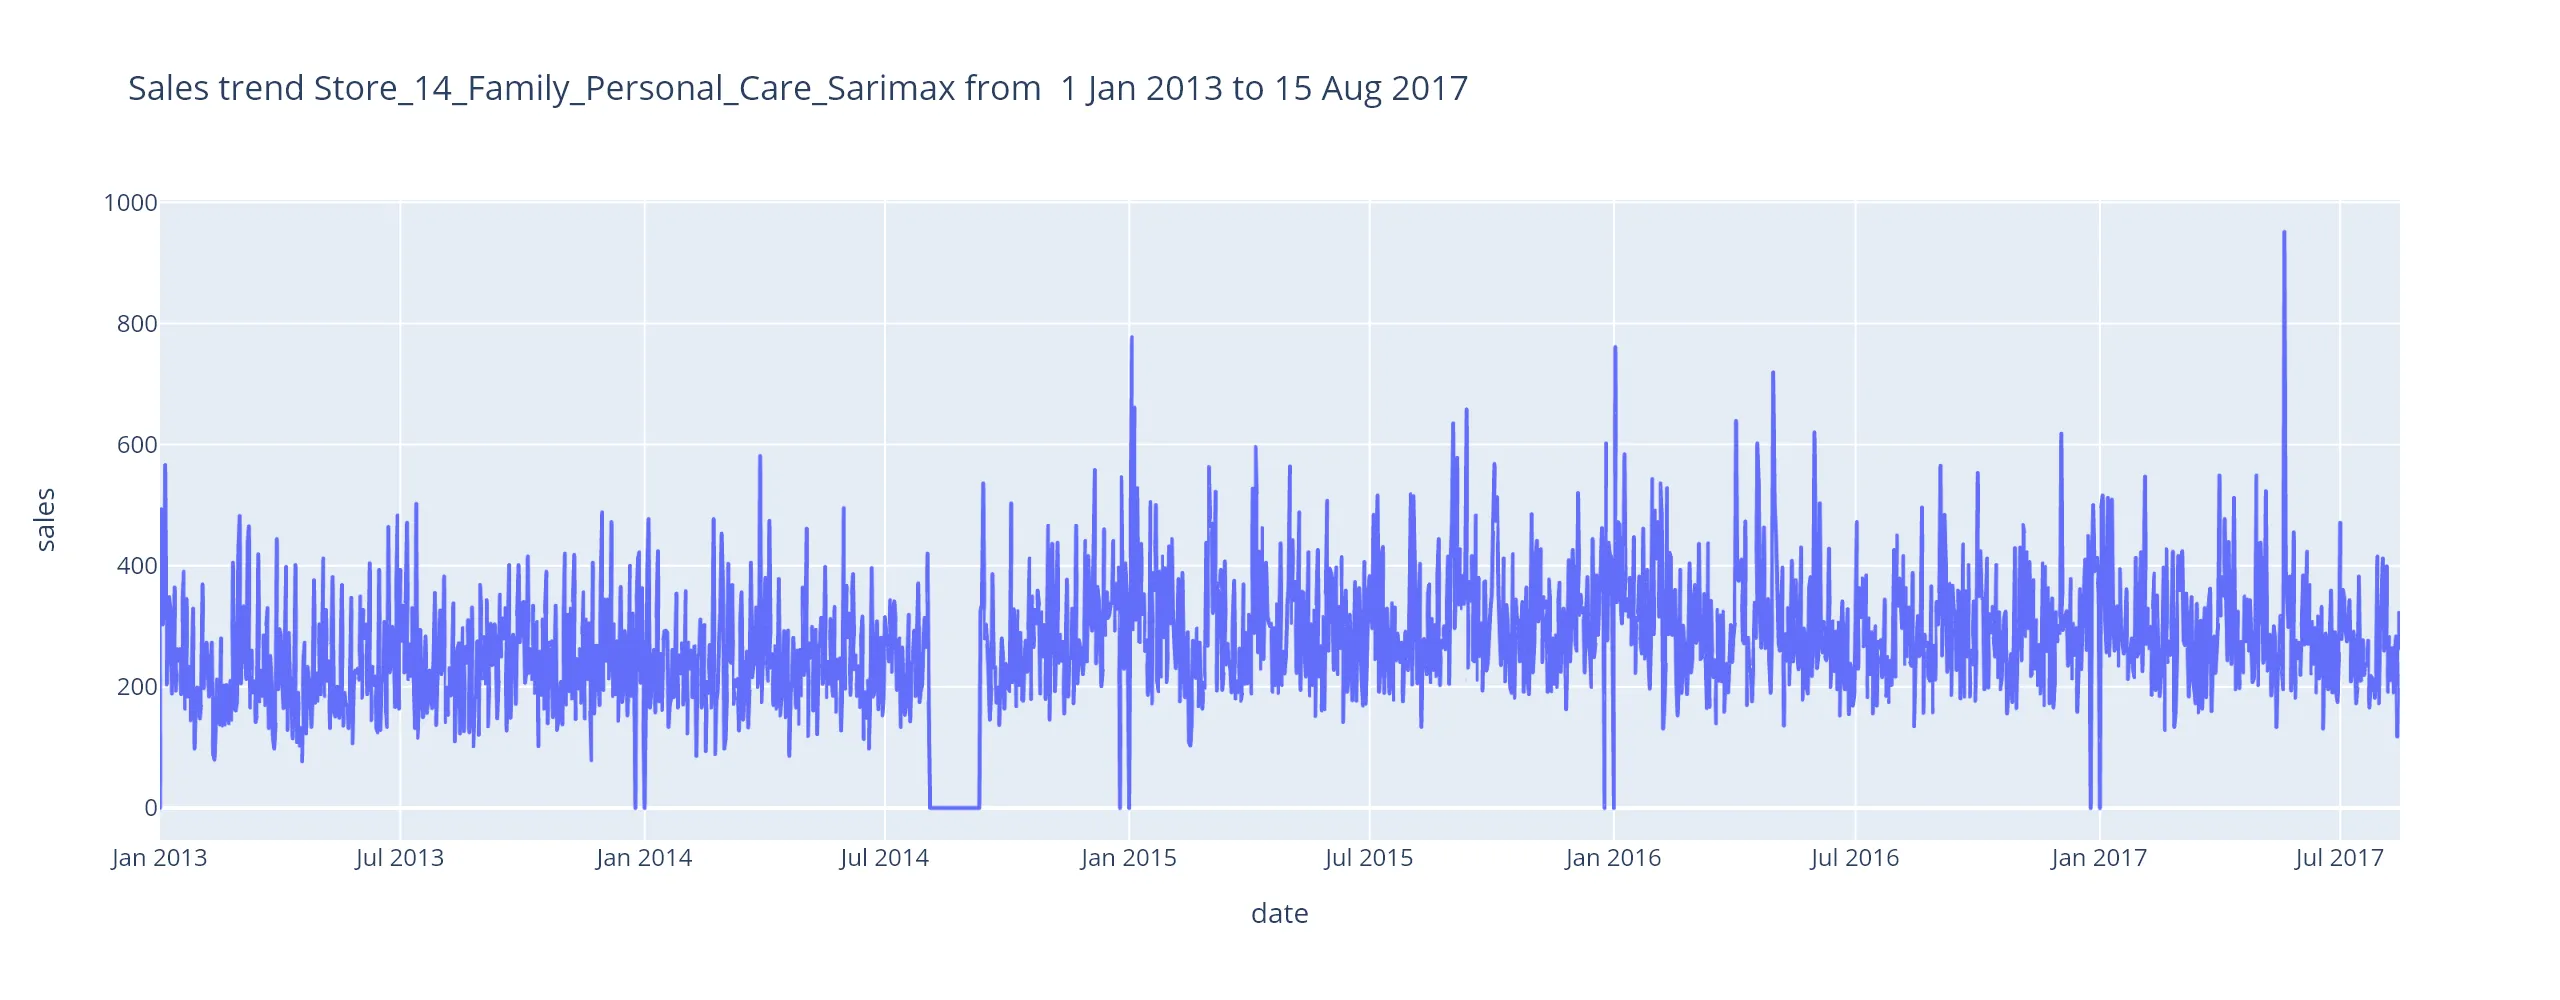 Sales trend Store_14_Family_Personal_Care_Sarimax from  1 Jan 2013 to 15 Aug 2017
1000
800
600
400
200
0
sales
Jan 2013 Jul 2013 Jan 2014 Jul 2014 Jan 2015 Jul 2015 Jan 2016 Jul 2016 Jan 2017 Jul 2017
date